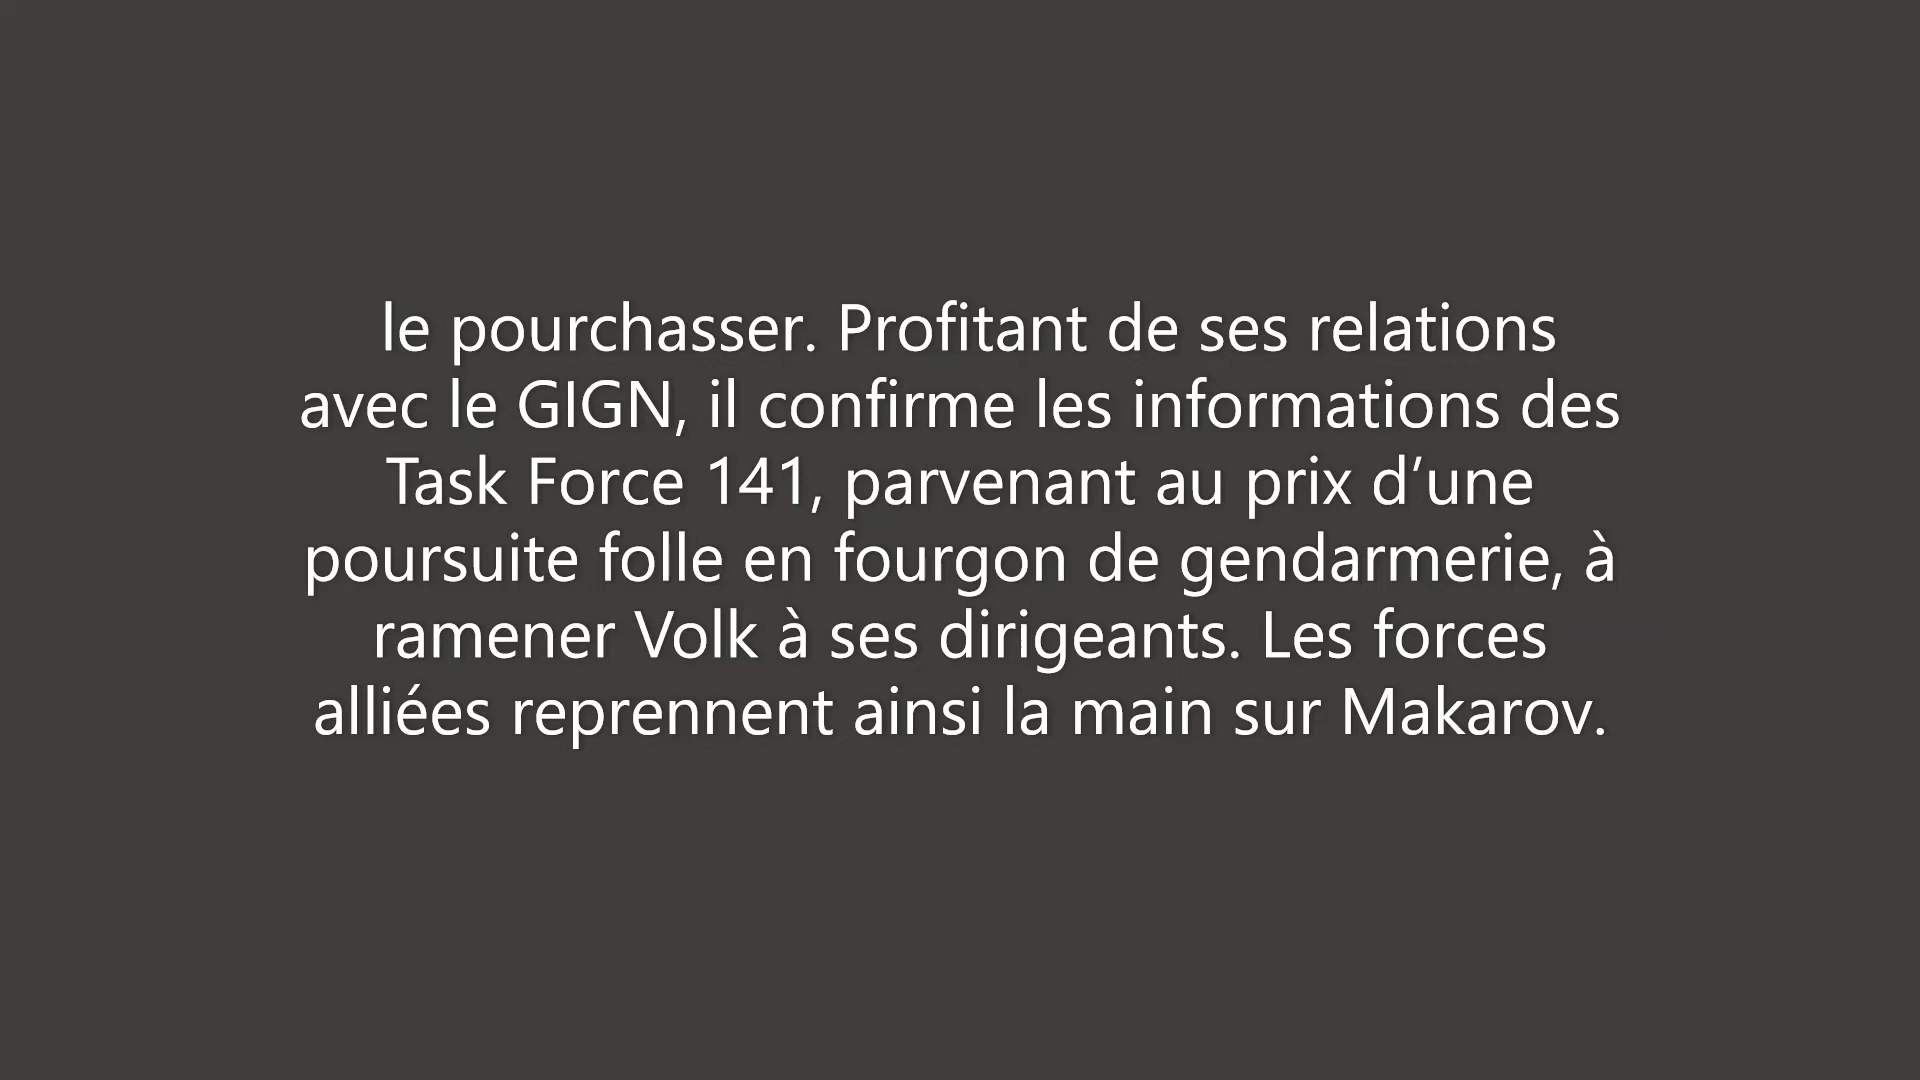 le pourchasser. Profitant de ses relations
avec le GIGN, il confirme les informations des
Task Force 141, parvenant au prix d’une
poursuite folle en fourgon de gendarmerie, à
ramener Volk à ses dirigeants. Les forces
alliées reprennent ainsi la main sur Makarov.